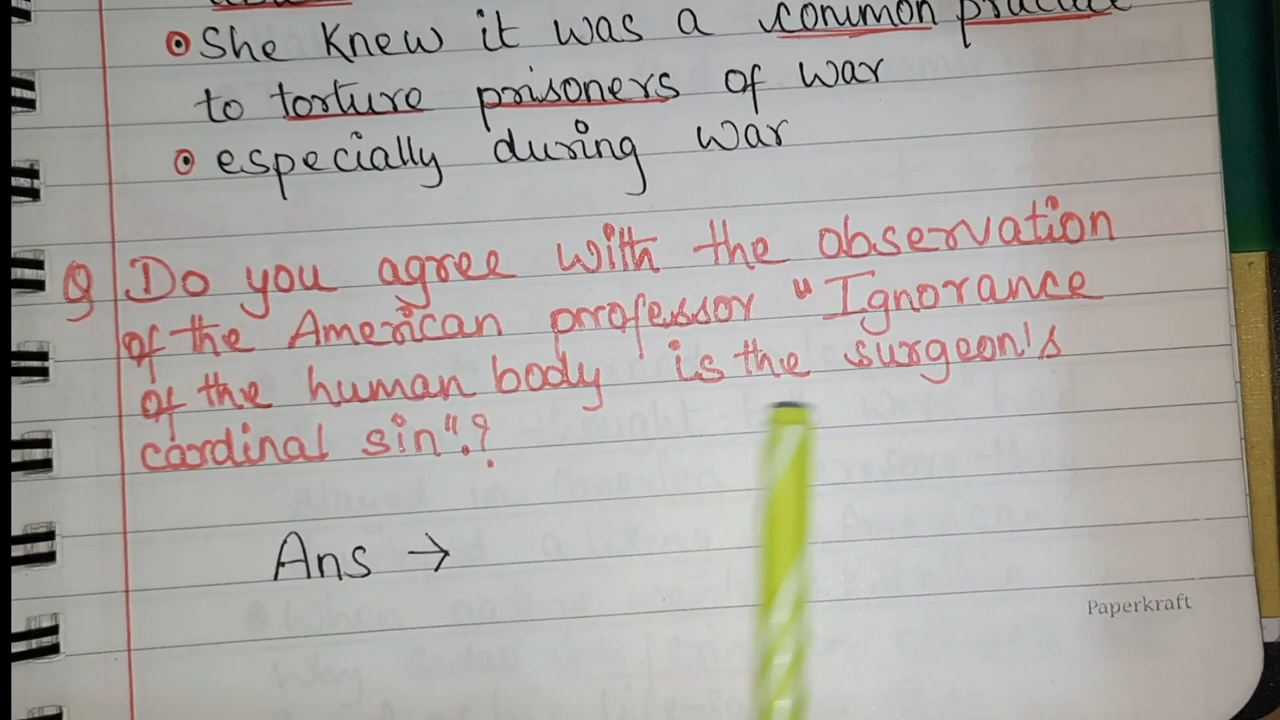 She knew it was a common practice
to torture prisoners of war
especially during war
Q Do you agree with the observation
of the American professor "Ignorance
of the human body is the surgeon's
cardinal sin".?
Ans →
Paperkraft